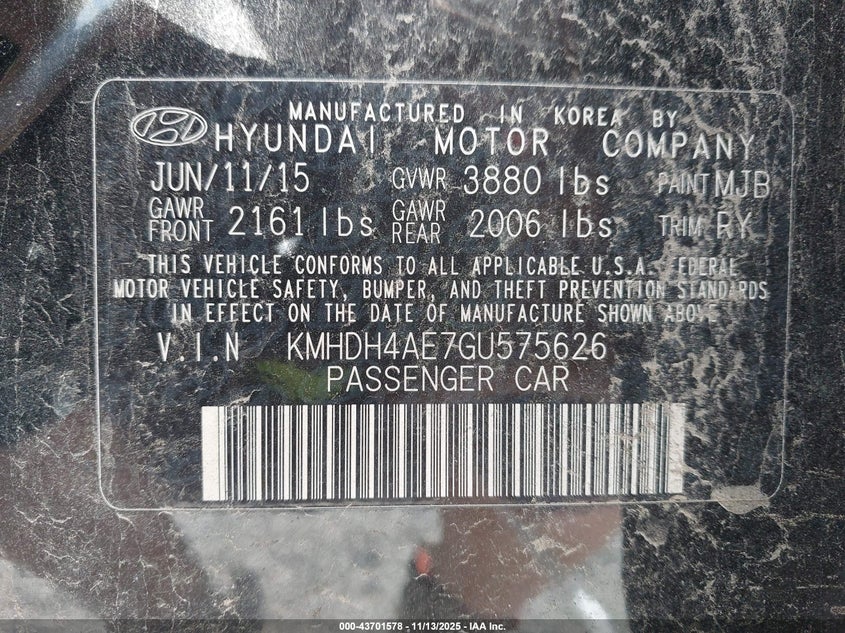 MANUFACTURED IN KOREA BY
HYUNDAI MOTOR COMPANY
JUN/11/15 GVWR 3880 lbs PAINT MJB
GAWR FRONT 2161 lbs GAWR REAR 2006 lbs TRIM RY
THIS VEHICLE CONFORMS TO ALL APPLICABLE U.S.A. FEDERAL
MOTOR VEHICLE SAFETY, BUMPER, AND THEFT PREVENTION STANDARDS
IN EFFECT ON THE DATE OF MANUFACTURE SHOWN ABOVE.
V.I.N KMHDH4AE7GU575626
PASSENGER CAR
000-43701578 - 11/13/2025 - IAA Inc.